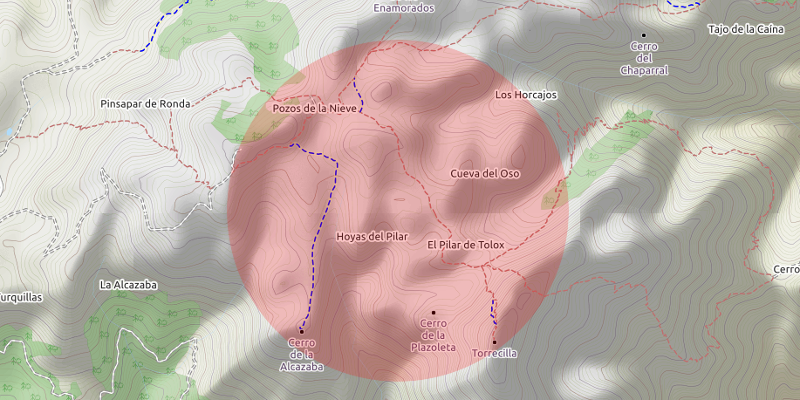 Enamorados
Tajo de la Caína
Cerro
del
Chaparral
Los Horcajos
Pinsapar de Ronda
Pozos de la Nieve
Cueva del Oso
Hoyas del Pilar
El Pilar de Tolox
Cerro
La Alcazaba
Turquillas
Cerro
de la
Plazoleta
Cerro
de la
Alcazaba
Torrecilla